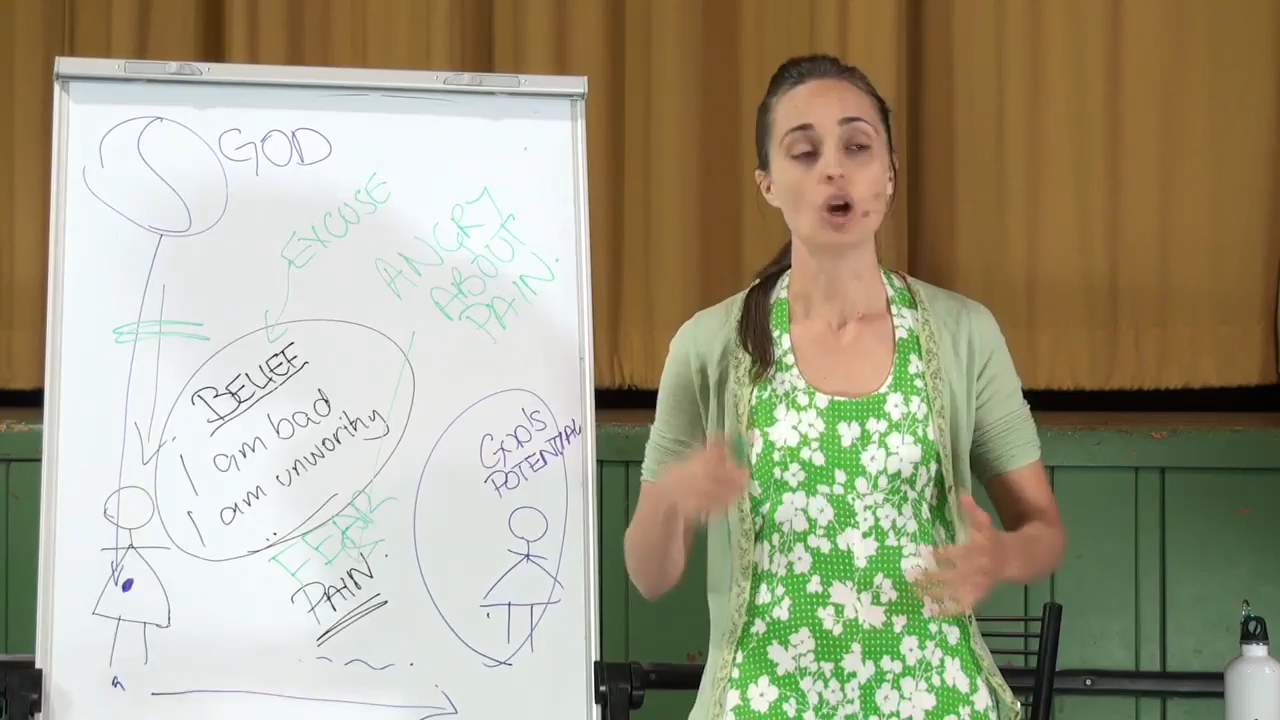 GOD
EXCUSE
ANGRY
ABOUT
PAIN.
BELIEF
I am bad
I am unworthy
...
GOD'S
POTENTIAL
FEAR
PAIN.